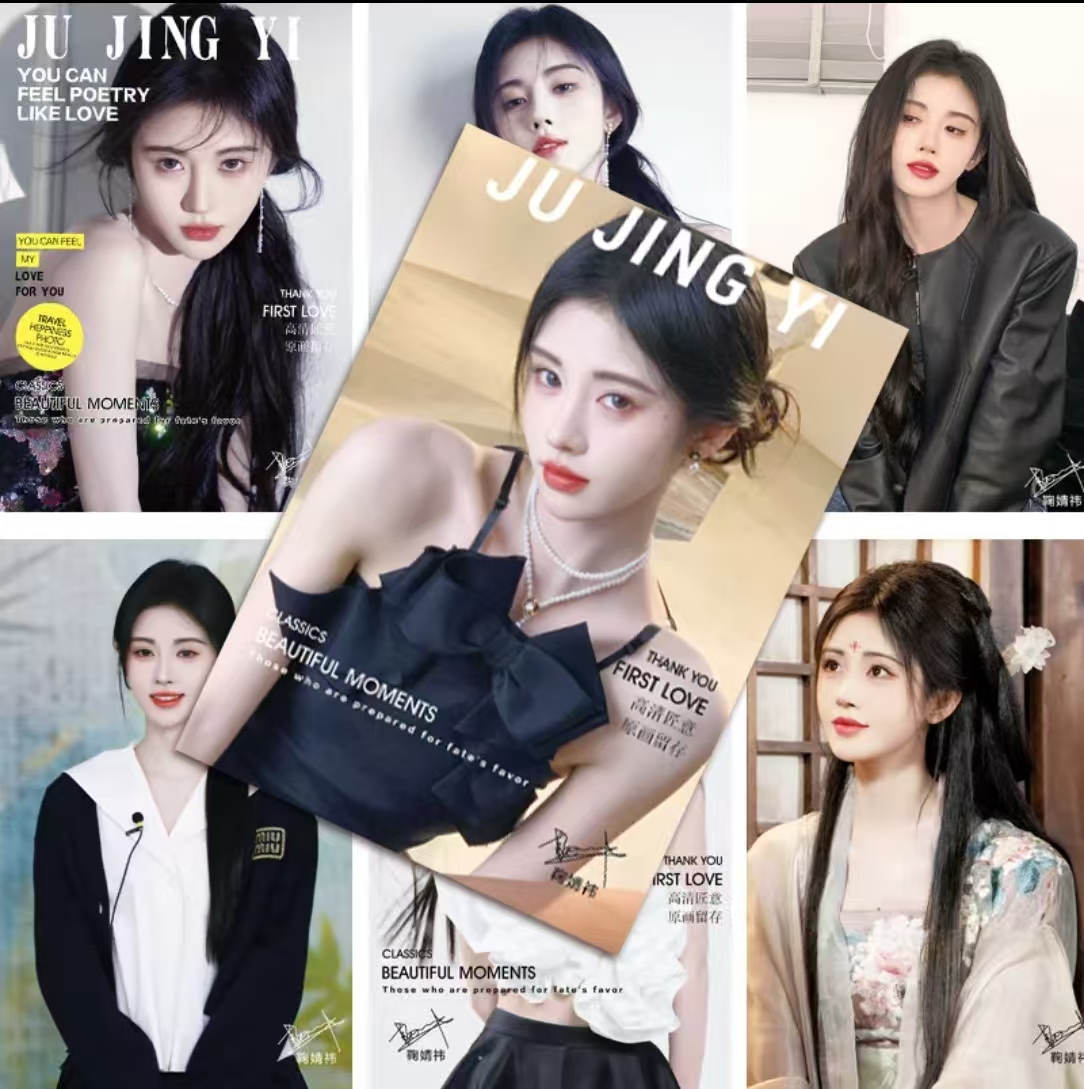 JU JING YI
YOU CAN
FEEL POETRY
LIKE LOVE
YOU CAN FEEL
MY
LOVE
FOR YOU
TRAVEL
HEPPINESS
PHOTO
THANK YOU
FIRST LOVE
高清匠意
原画留存
CLASSICS
BEAUTIFUL MOMENTS
Those who are prepared for fate's favor
鞠婧祎
JU JING YI
CLASSICS
BEAUTIFUL MOMENTS
Those who are prepared for fate's favor
THANK YOU
FIRST LOVE
高清匠意
原画留存
鞠婧祎
MIU
MIU
鞠婧祎
THANK YOU
IRST LOVE
高清匠意
原画留存
CLASSICS
BEAUTIFUL MOMENTS
Those who are prepared for fate's favor
鞠婧祎
鞠婧祎